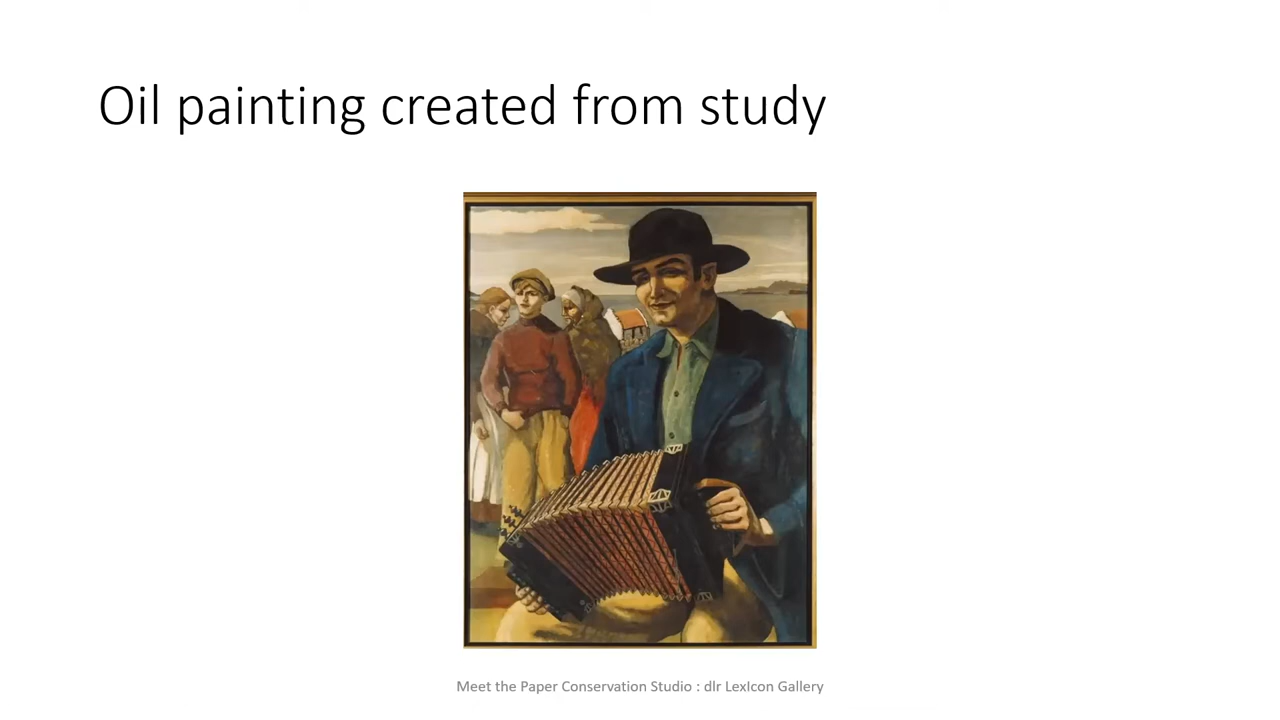 Oil painting created from study
Meet the Paper Conservation Studio : dlr LexIcon Gallery